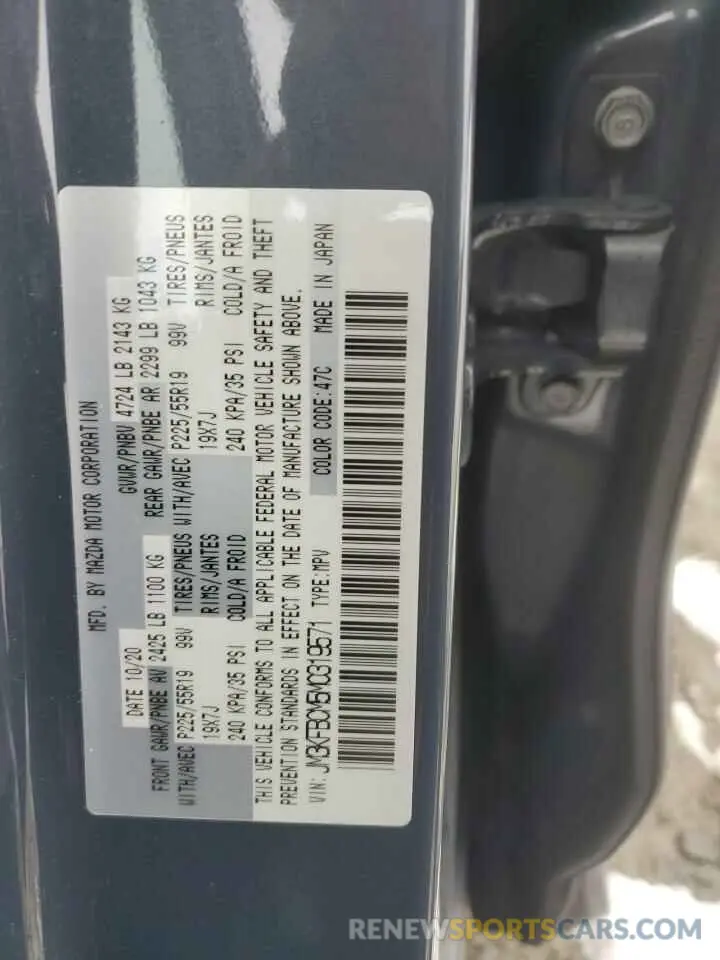 MFD. BY MAZDA MOTOR CORPORATION
DATE 10/20 GVWR/PNBV 4724 LB 2143 KG
FRONT GAWR/PNBE AV 2425 LB 1100 KG REAR GAWR/PNBE AR 2299 LB 1043 KG
WITH/AVEC P225/55R19 99V TIRES/PNEUS WITH/AVEC P225/55R19 99V TIRES/PNEUS
19X7J RIMS/JANTES 19X7J RIMS/JANTES
240 KPA/35 PSI COLD/A FROID 240 KPA/35 PSI COLD/A FROID
THIS VEHICLE CONFORMS TO ALL APPLICABLE FEDERAL MOTOR VEHICLE SAFETY AND THEFT
PREVENTION STANDARDS IN EFFECT ON THE DATE OF MANUFACTURE SHOWN ABOVE.
VIN: JM3KFBCM5M0319571 TYPE:MPV COLOR CODE:47C MADE IN JAPAN
RENEWSPORTSCARS.COM